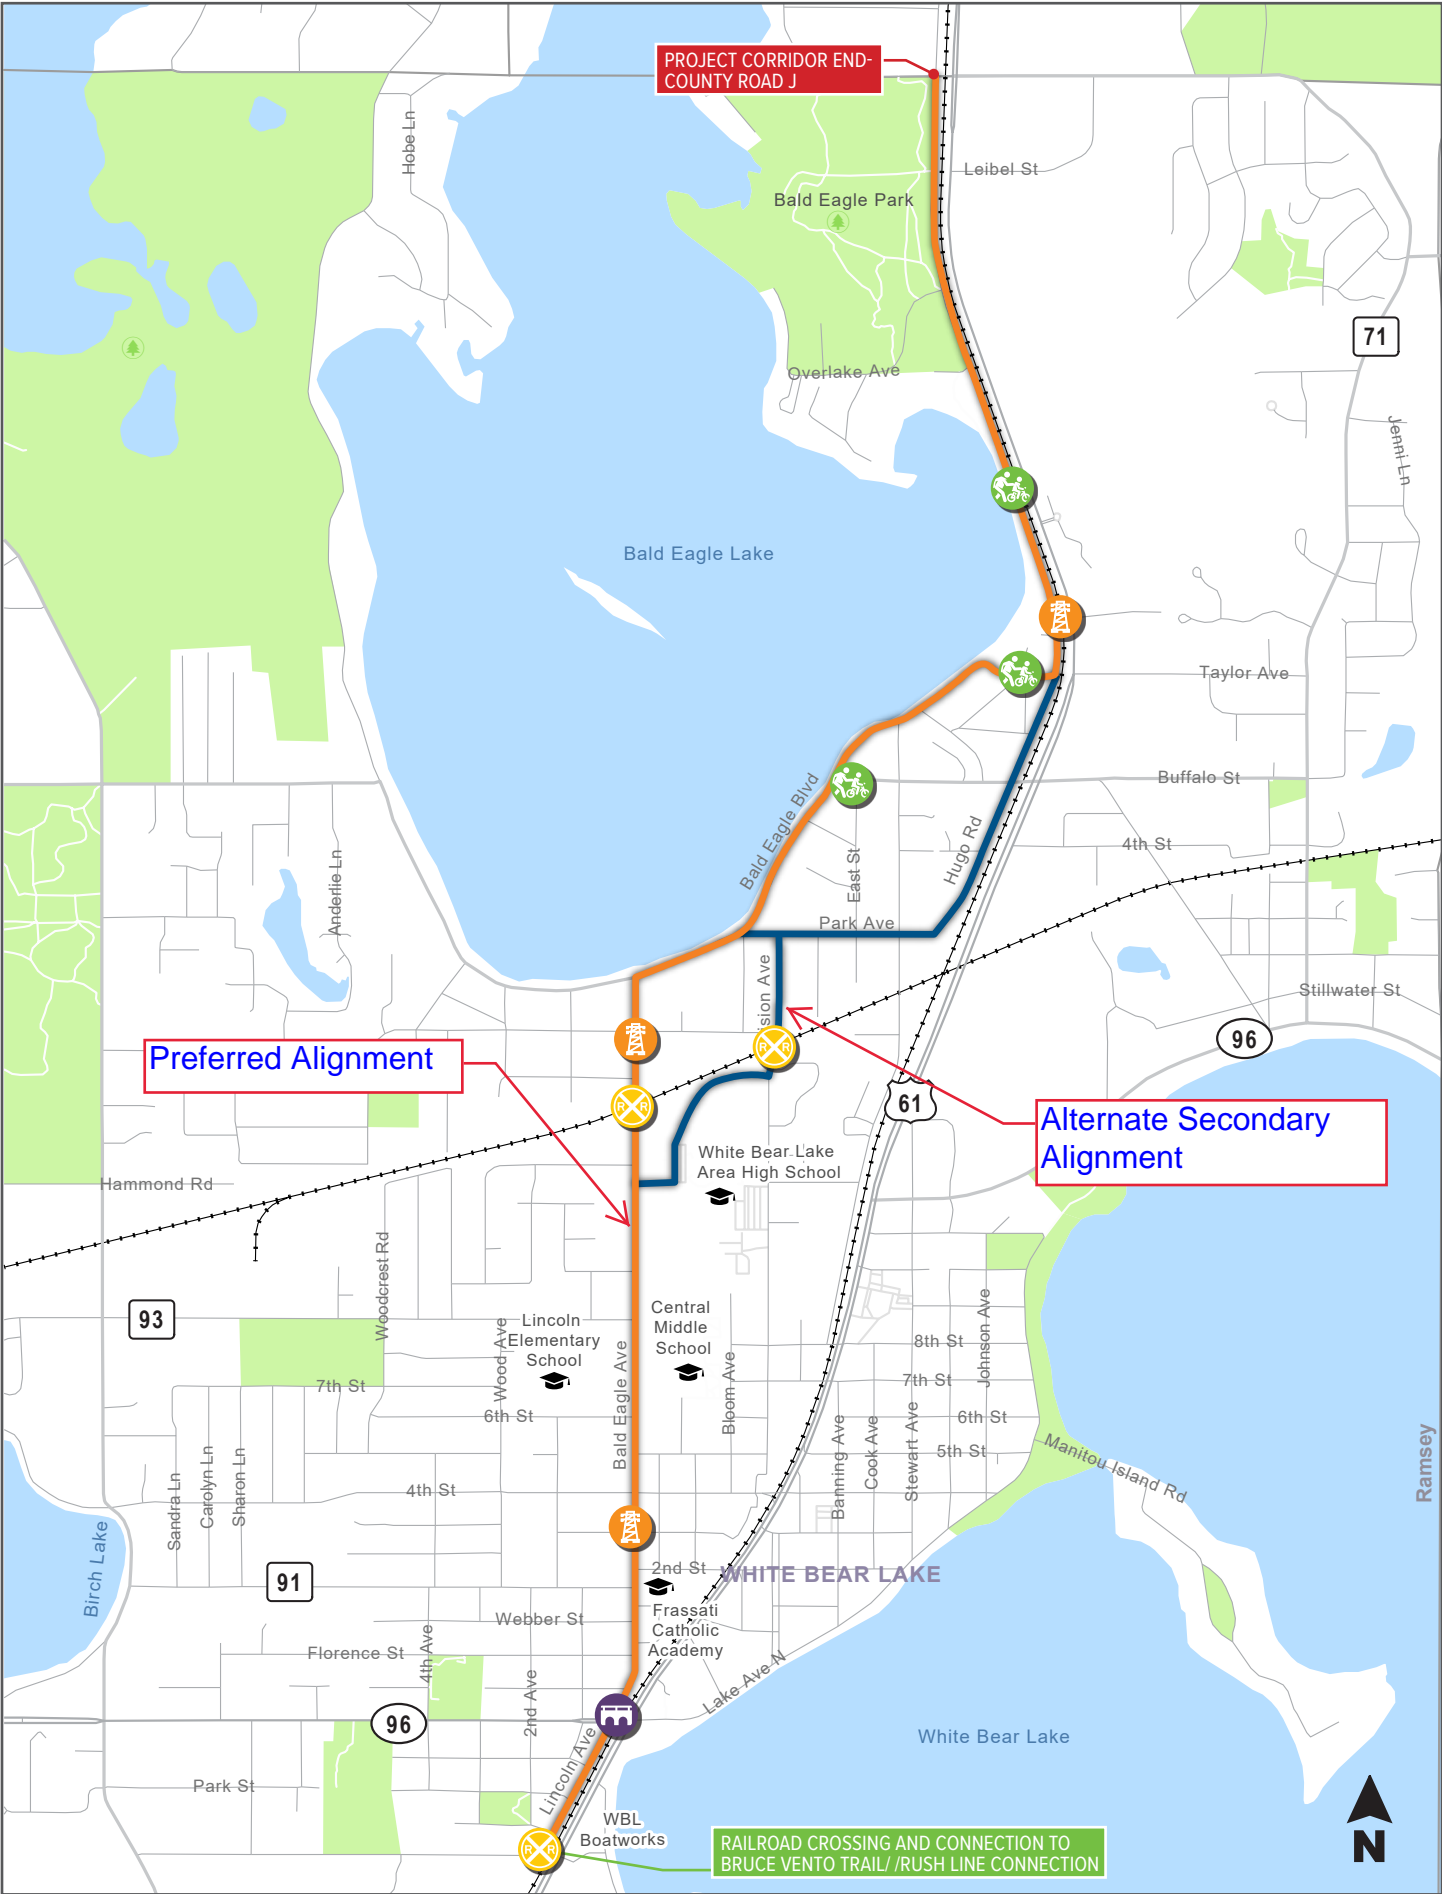 PROJECT CORRIDOR END-
COUNTY ROAD J
Hobe Ln
Leibel St
Bald Eagle Park
71
Overlake Ave
Jenni Ln
Bald Eagle Lake
Taylor Ave
Buffalo St
Bald Eagle Blvd
Hugo Rd
4th St
East St
Anderlie Ln
Park Ave
ision Ave
Stillwater St
96
Preferred Alignment
R R
R R
61
Alternate Secondary
Alignment
White Bear Lake
Area High School
Hammond Rd
Woodcrest Rd
93
Lincoln
Elementary
School
Central
Middle
School
Johnson Ave
8th St
Wood Ave
Bald Eagle Ave
Bloom Ave
7th St
7th St
6th St
6th St
Banning Ave
Cook Ave
Stewart Ave
5th St
Manitou Island Rd
Ramsey
Sandra Ln
Carolyn Ln
Sharon Ln
4th St
Birch Lake
2nd St
WHITE BEAR LAKE
91
Frassati
Catholic
Academy
Webber St
Florence St
4th Ave
2nd Ave
Lake Ave N
96
Lincoln Ave
White Bear Lake
Park St
WBL
Boatworks
R R
RAILROAD CROSSING AND CONNECTION TO
BRUCE VENTO TRAIL/ /RUSH LINE CONNECTION
N